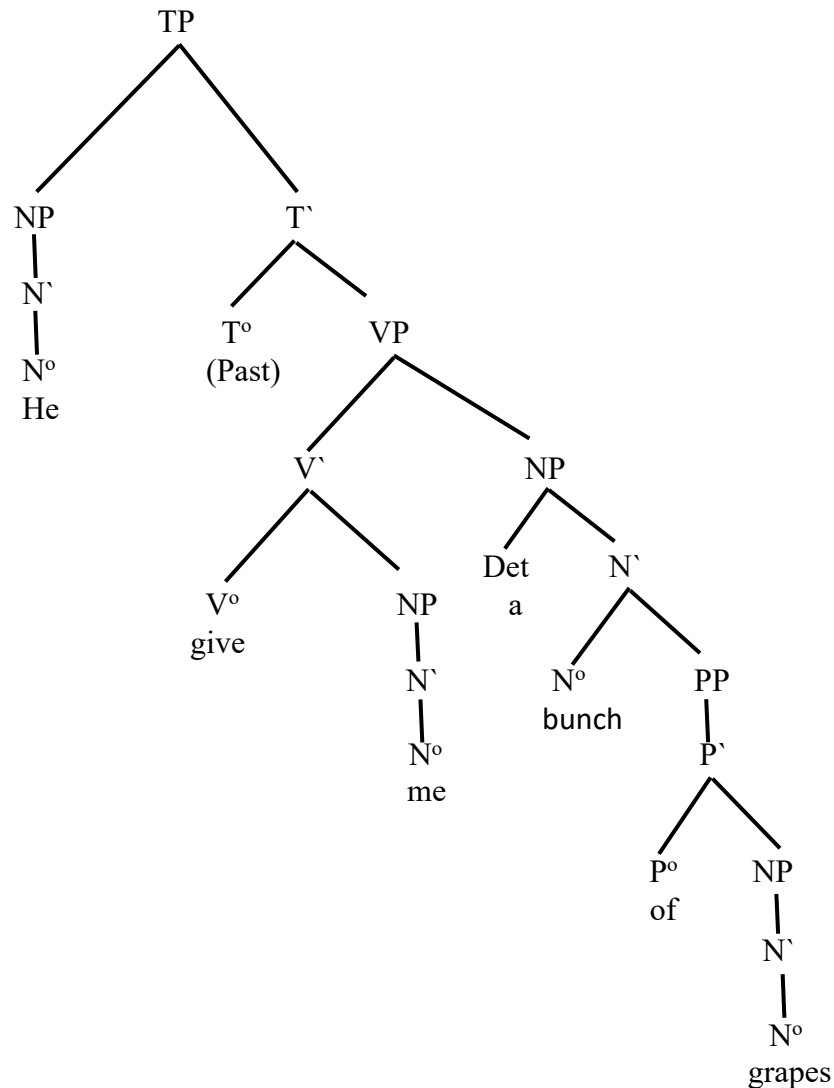 TP
NP T`
N` Tº VP
(Past)
Nº
He
V` NP
Vº NP Det N`
give a
N` Nº PP
bunch
Nº P`
me
Pº NP
of
N`
Nº
grapes